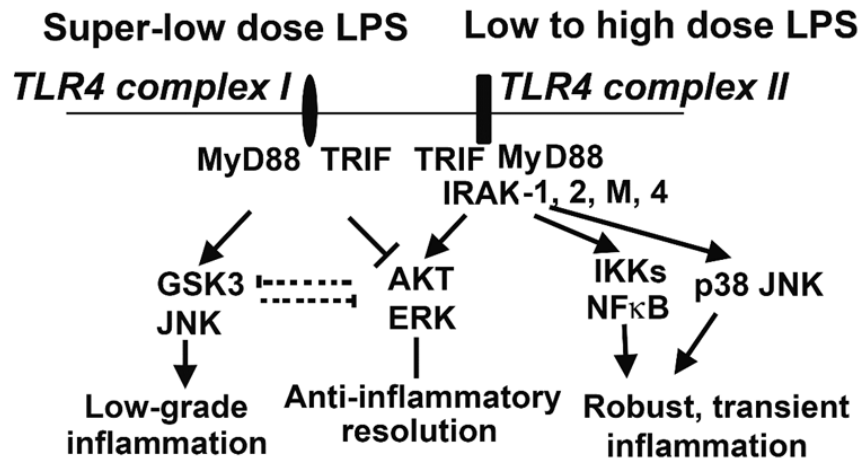 Super-low dose LPS
Low to high dose LPS
TLR4 complex I
TLR4 complex II
MyD88 TRIF
TRIF MyD88
IRAK-1, 2, M, 4
GSK3
JNK
AKT
ERK
IKKs
NFκB
p38 JNK
Low-grade
inflammation
Anti-inflammatory
resolution
Robust, transient
inflammation